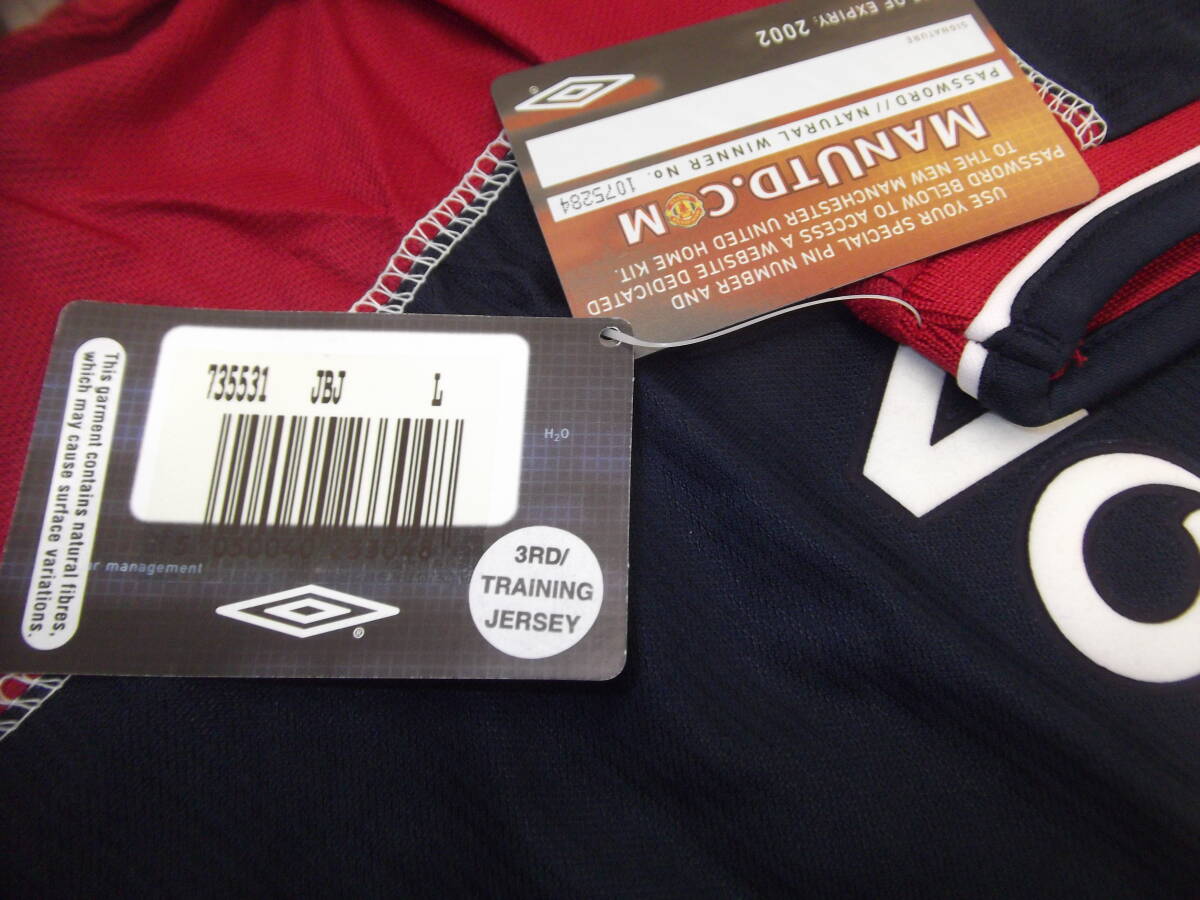 735531 JBJ L
This garment contains natural fibres,
which may cause surface variations.
H₂O
management
3RD/
TRAINING
JERSEY
®
USE YOUR SPECIAL PIN NUMBER AND
PASSWORD BELOW TO ACCESS A WEBSITE DEDICATED
TO THE NEW MANCHESTER UNITED HOME KIT.
MANUTD.COM
PASSWORD// NATURAL WINNER No. 1075284
SIGNATURE
OF EXPIRY: 2002
®
VO